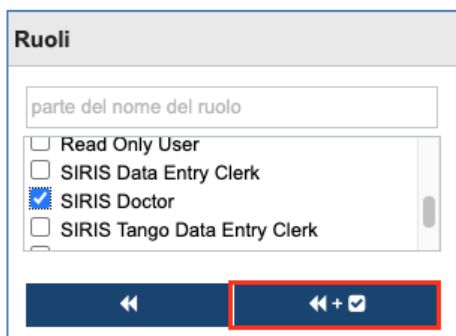 Ruoli
parte del nome del ruolo
Read Only User
SIRIS Data Entry Clerk
SIRIS Doctor
SIRIS Tango Data Entry Clerk
+